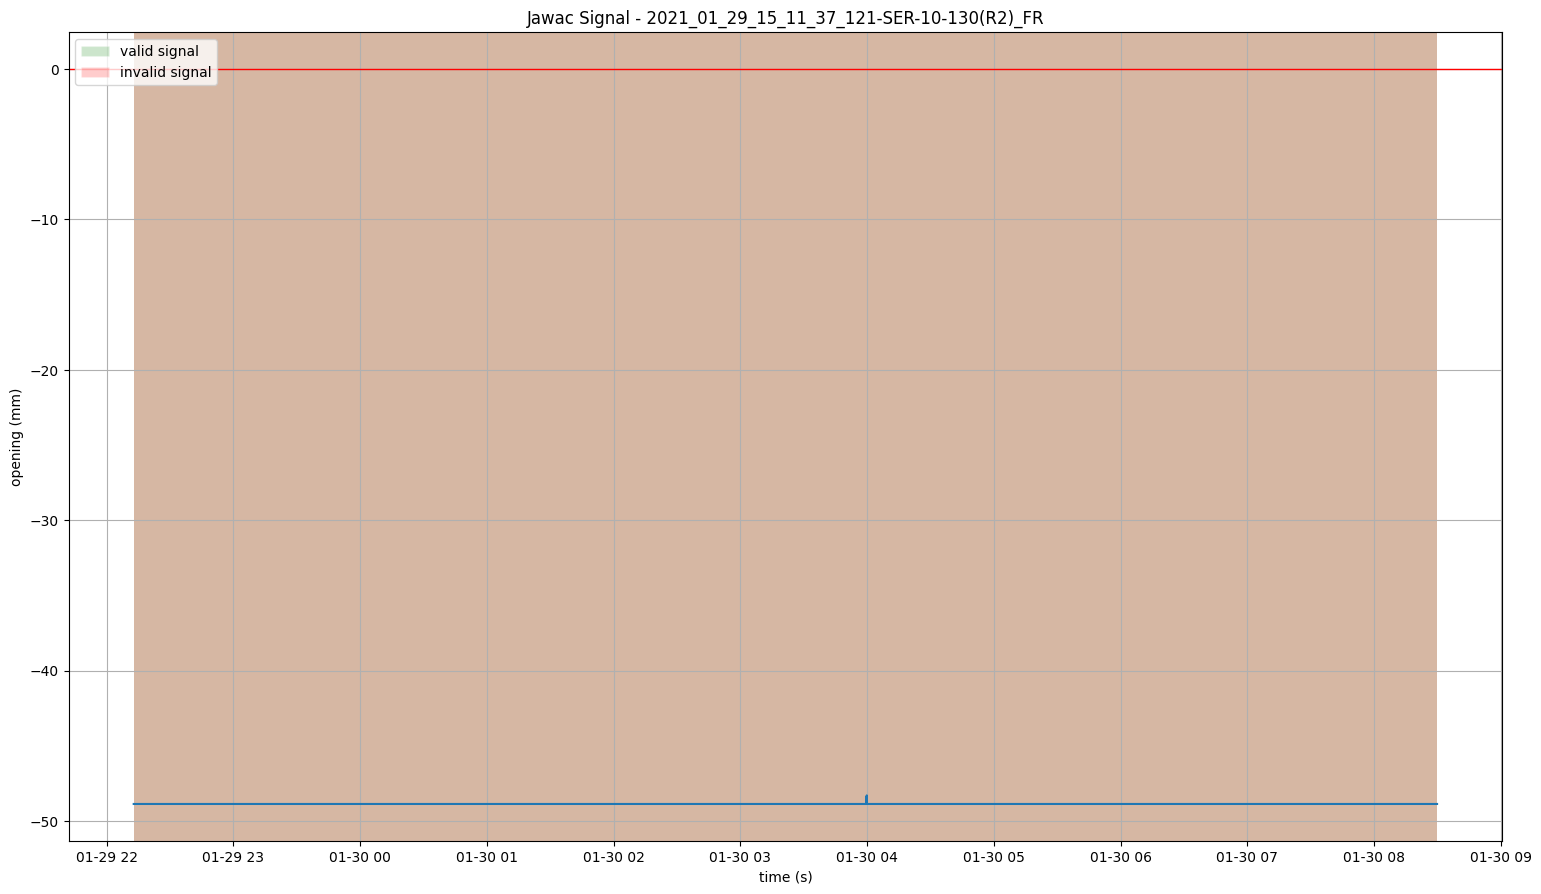 Jawac Signal - 2021_01_29_15_11_37_121-SER-10-130(R2)_FR
valid signal
invalid signal
0
−10
−20
−30
−40
−50
opening (mm)
01-29 22 01-29 23 01-30 00 01-30 01 01-30 02 01-30 03 01-30 04 01-30 05 01-30 06 01-30 07 01-30 08 01-30 09
time (s)